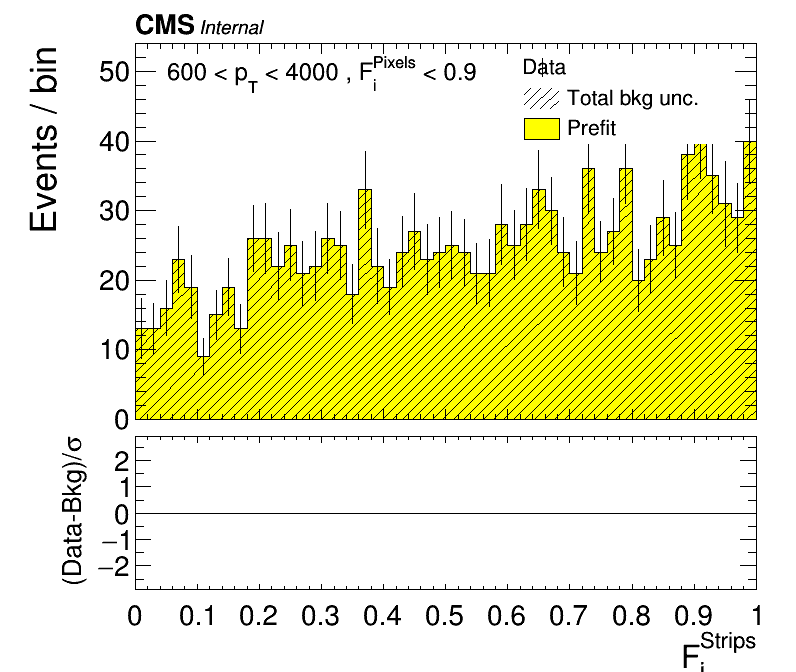 CMS Internal
600 < p_T < 4000 , F_i^Pixels < 0.9
Data
Total bkg unc.
Prefit
Events / bin
50
40
30
20
10
0
(Data-Bkg)/σ
2
1
0
−1
−2
0 0.1 0.2 0.3 0.4 0.5 0.6 0.7 0.8 0.9 1
F_i^Strips